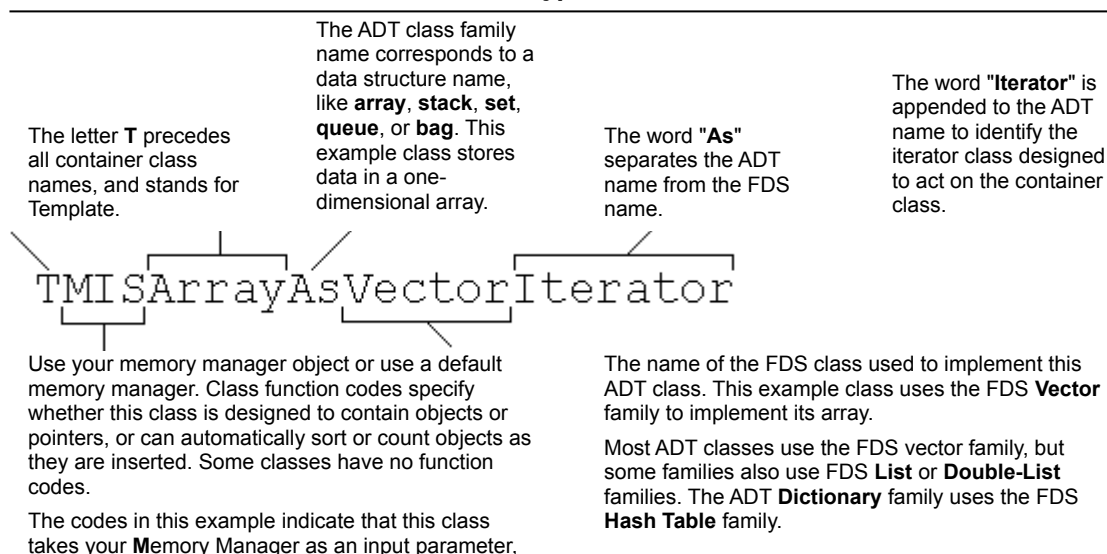 The ADT class family
name corresponds to a
data structure name,
like array, stack, set,
queue, or bag. This
example class stores
data in a one-
dimensional array.
The letter T precedes
all container class
names, and stands for
Template.
The word "As"
separates the ADT
name from the FDS
name.
The word "Iterator" is
appended to the ADT
name to identify the
iterator class designed
to act on the container
class.
TMISArrayAsVectorIterator
Use your memory manager object or use a default
memory manager. Class function codes specify
whether this class is designed to contain objects or
pointers, or can automatically sort or count objects as
they are inserted. Some classes have no function
codes.
The codes in this example indicate that this class
takes your Memory Manager as an input parameter,
The name of the FDS class used to implement this
ADT class. This example class uses the FDS Vector
family to implement its array.
Most ADT classes use the FDS vector family, but
some families also use FDS List or Double-List
families. The ADT Dictionary family uses the FDS
Hash Table family.